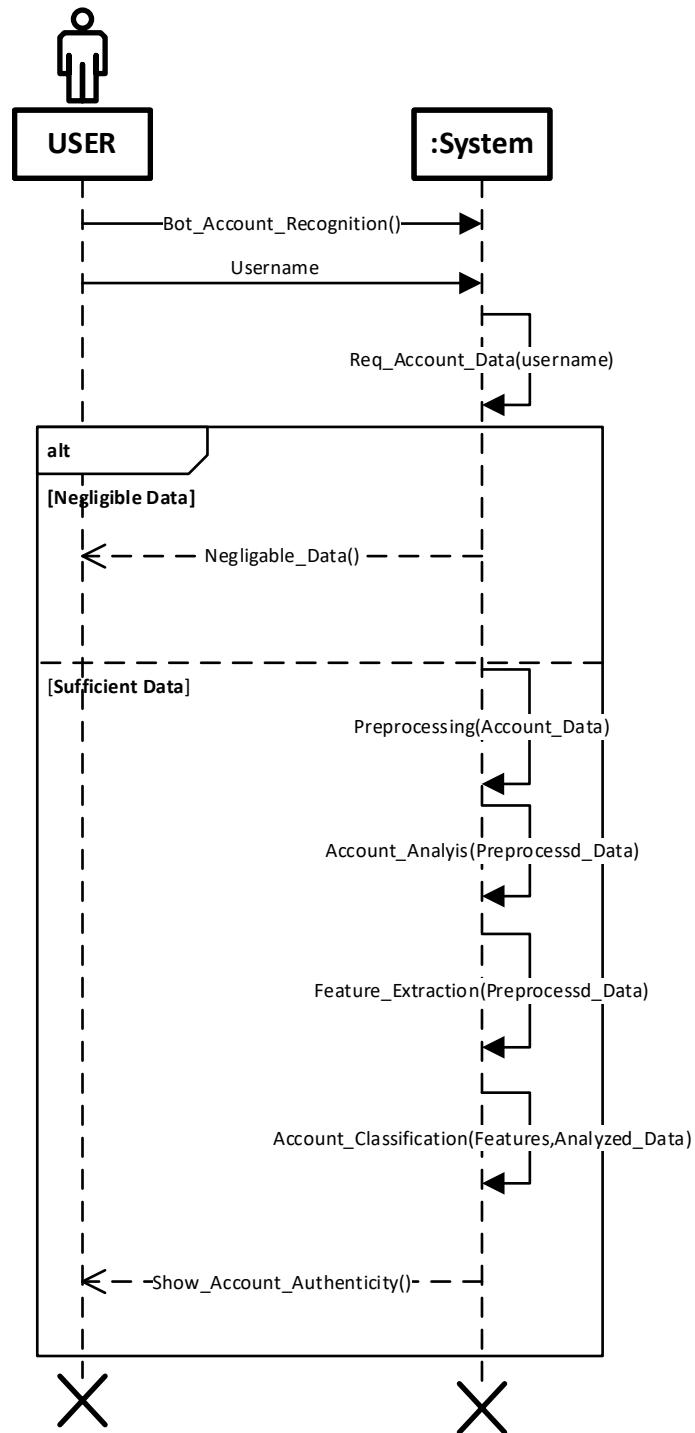 USER
:System
Bot_Account_Recognition()
Username
Req_Account_Data(username)
alt
[Negligible Data]
Negligable_Data()
[Sufficient Data]
Preprocessing(Account_Data)
Account_Analyis(Preprocessd_Data)
Feature_Extraction(Preprocessd_Data)
Account_Classification(Features,Analyzed_Data)
Show_Account_Authenticity()